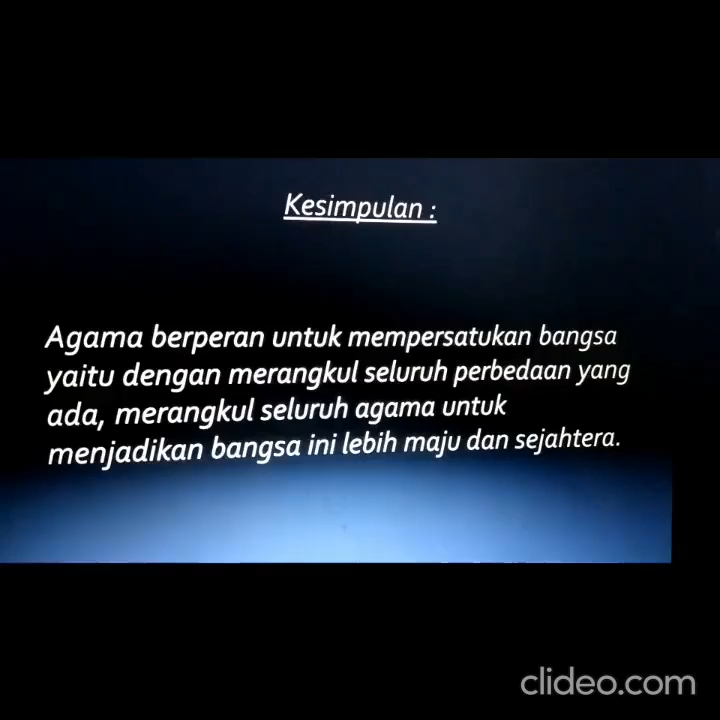 Kesimpulan :
Agama berperan untuk mempersatukan bangsa
yaitu dengan merangkul seluruh perbedaan yang
ada, merangkul seluruh agama untuk
menjadikan bangsa ini lebih maju dan sejahtera.
clideo.com